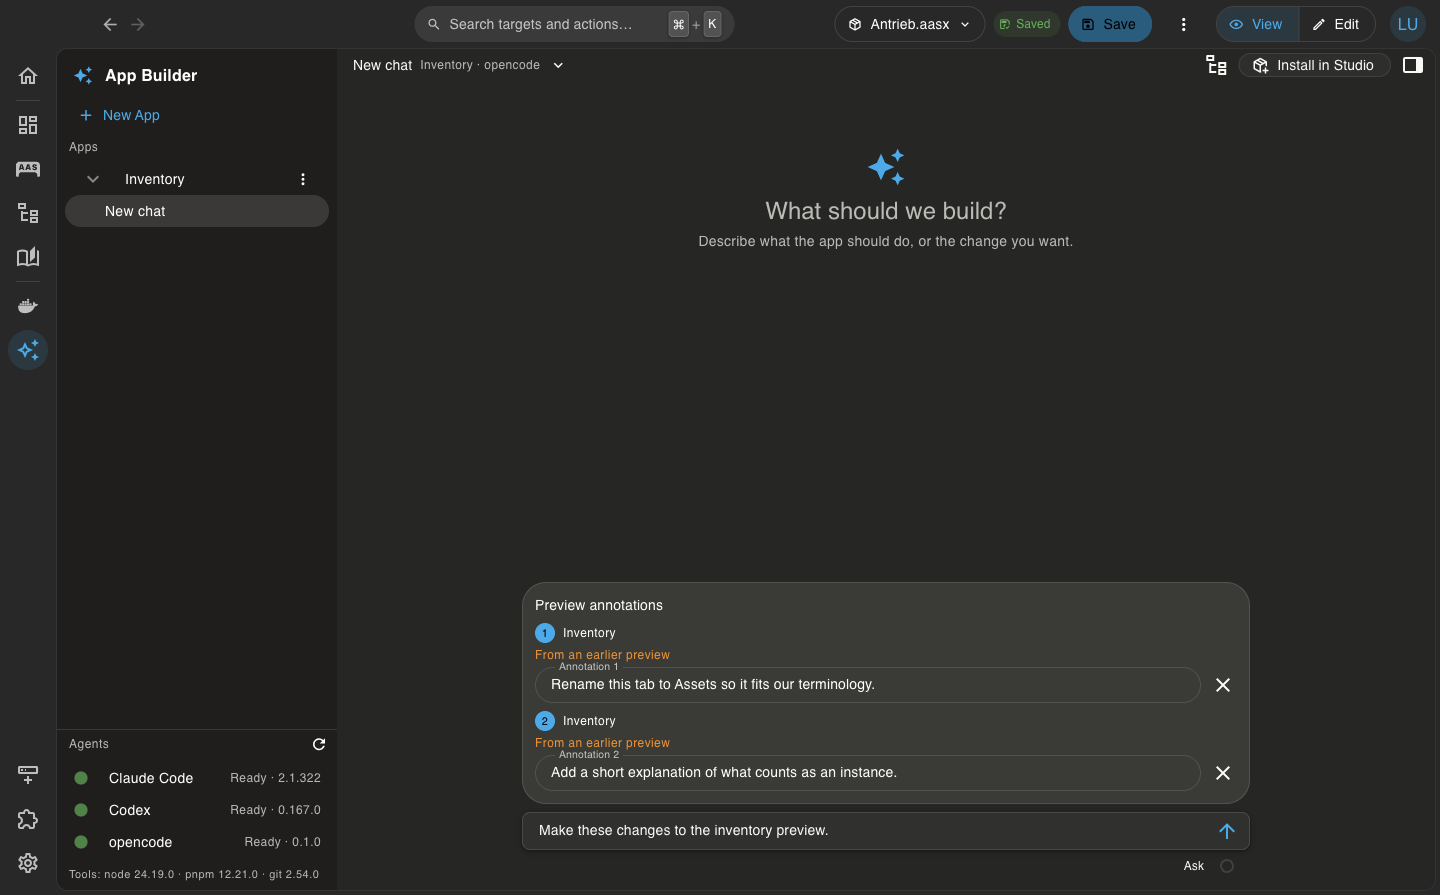 Search targets and actions…
⌘ + K
Antrieb.aasx
Saved
Save
View
Edit
LU
App Builder
New App
Apps
Inventory
New chat
AAS
New chat Inventory · opencode
Install in Studio
What should we build?
Describe what the app should do, or the change you want.
Preview annotations
1 Inventory
From an earlier preview
Annotation 1
Rename this tab to Assets so it fits our terminology.
2 Inventory
From an earlier preview
Annotation 2
Add a short explanation of what counts as an instance.
Make these changes to the inventory preview.
Ask
Agents
Claude Code Ready · 2.1.322
Codex Ready · 0.167.0
opencode Ready · 0.1.0
Tools: node 24.19.0 · pnpm 12.21.0 · git 2.54.0